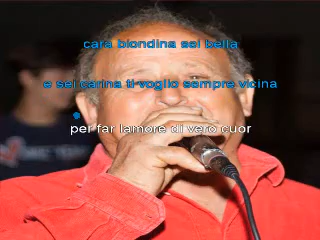 cara biondina sei bella
e sei carina ti voglio sempre vicina
per far lamore di vero cuor